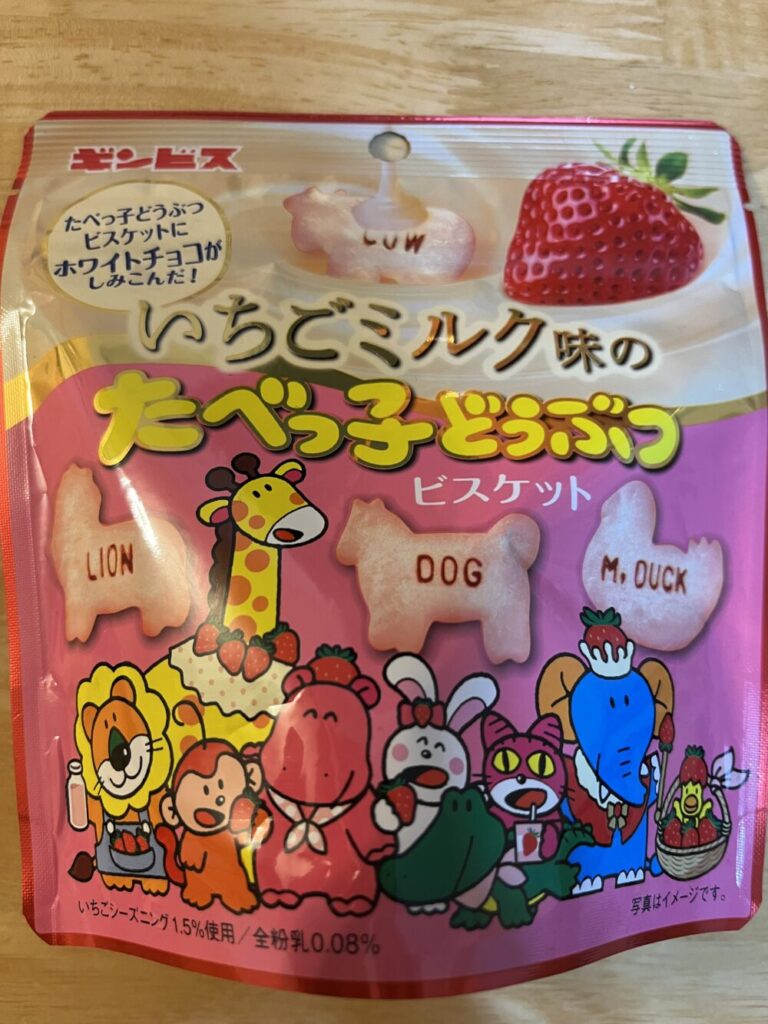 ギンビス
たべっ子どうぶつ
ビスケットに
ホワイトチョコが
しみこんだ!
COW
いちごミルク味の
たべっ子どうぶつ
ビスケット
LION
DOG
M. DUCK
いちごシーズニング1.5%使用/全粉乳0.08%
写真はイメージです。